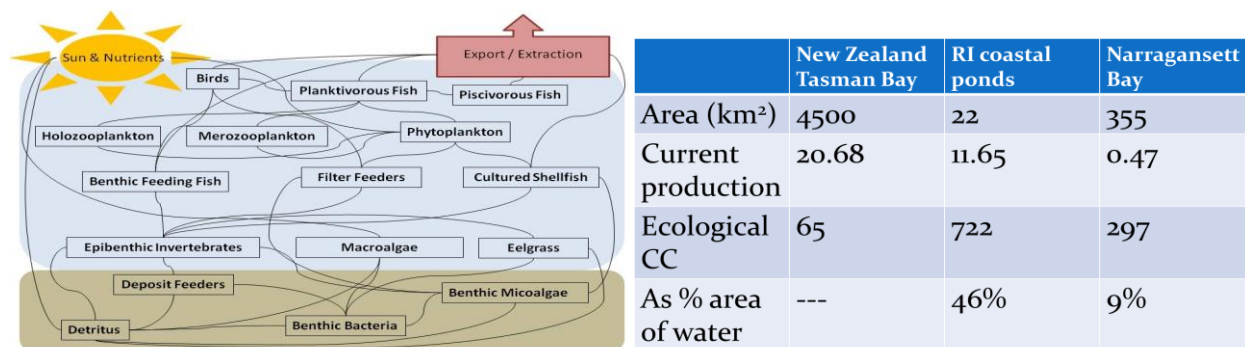 Sun & Nutrients
Export / Extraction
Birds
Planktivorous Fish
Piscivorous Fish
Holozooplankton
Merozooplankton
Phytoplankton
Benthic Feeding Fish
Filter Feeders
Cultured Shellfish
Epibenthic Invertebrates
Macroalgae
Eelgrass
Deposit Feeders
Benthic Micoalgae
Detritus
Benthic Bacteria
New Zealand RI coastal Narragansett
Tasman Bay ponds Bay
Area (km²) 4500 22 355
Current 20.68 11.65 0.47
production
Ecological 65 722 297
CC
As % area --- 46% 9%
of water